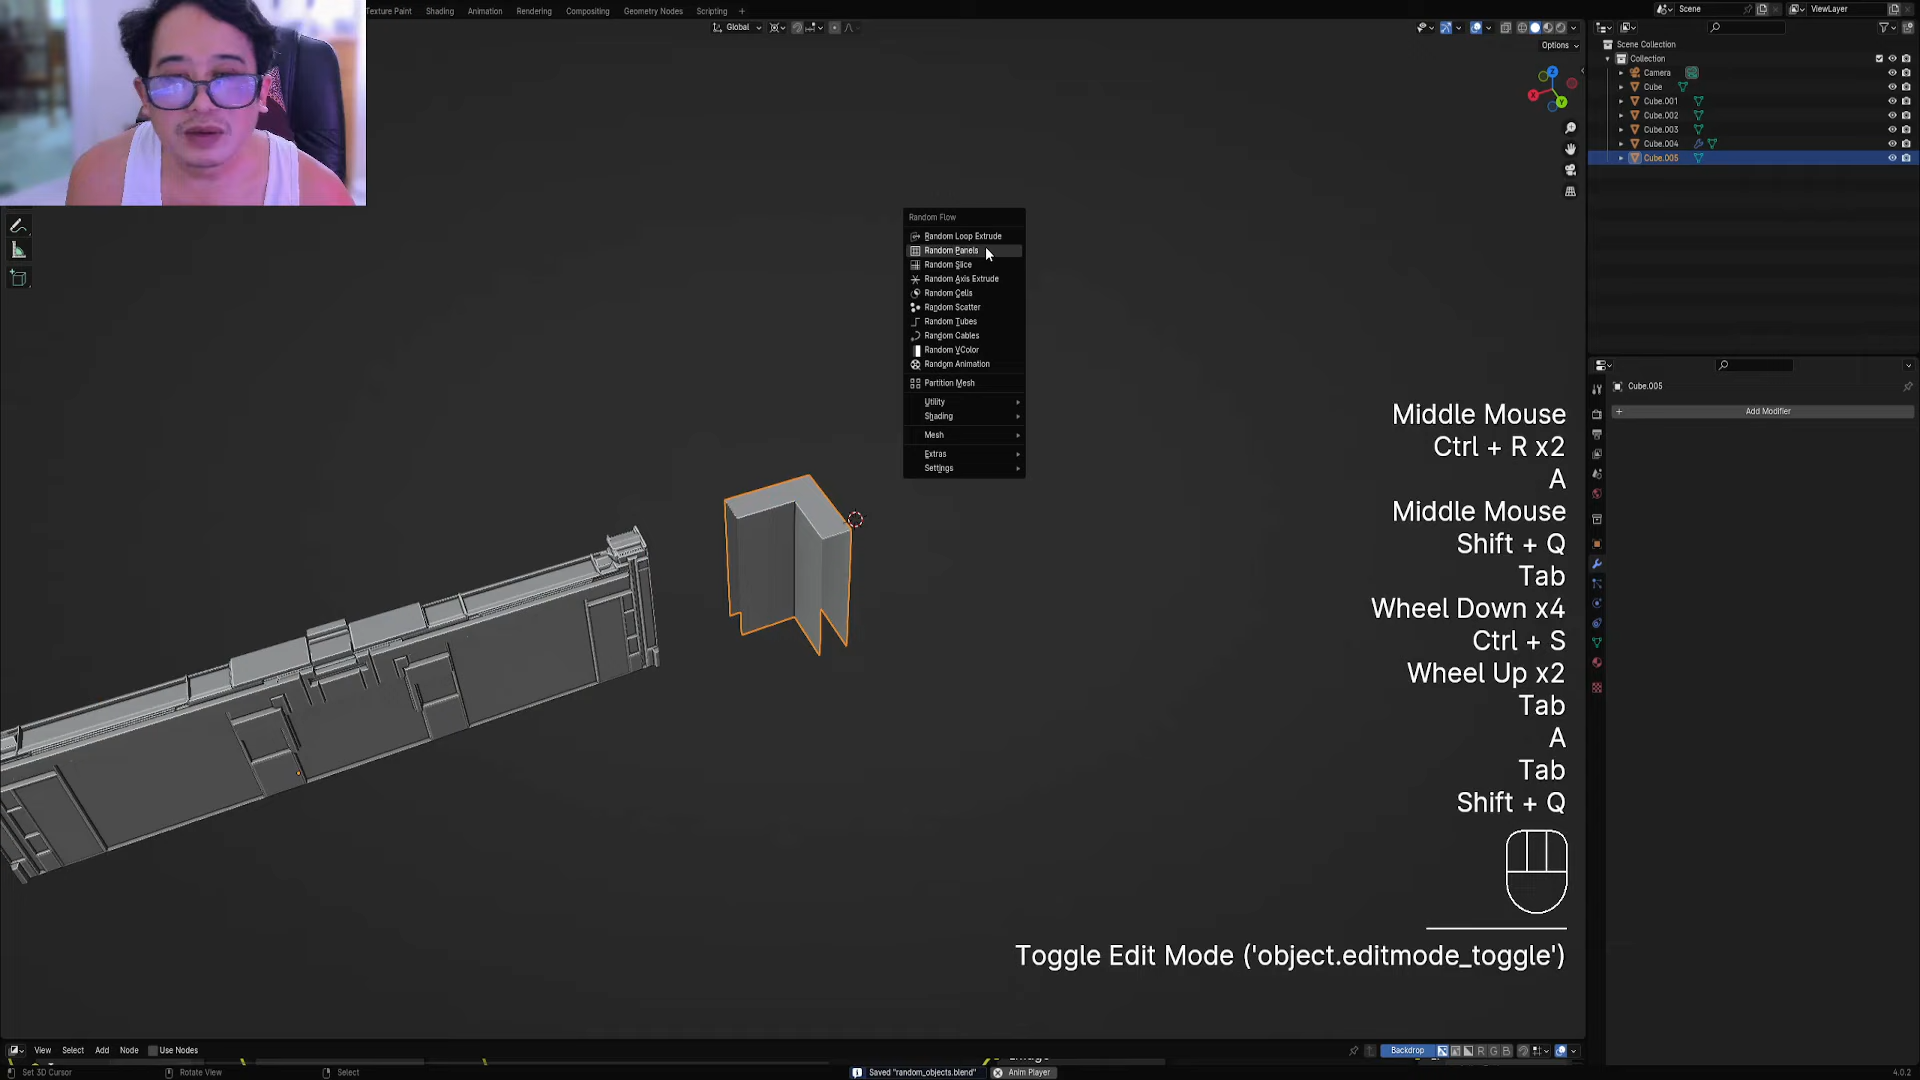 Texture Paint Shading Animation Rendering Compositing Geometry Nodes Scripting +
Scene ViewLayer
Global
Options
Scene Collection
Collection
Camera
Cube
Cube.001
Cube.002
Cube.003
Cube.004
Cube.005
Z
X
Y
Random Flow
Random Loop Extrude
Random Panels
Random Slice
Random Axis Extrude
Random Cells
Random Scatter
Random Tubes
Random Cables
Random VColor
Random Animation
Partition Mesh
Utility
Shading
Mesh
Extras
Settings
Cube.005
+ Add Modifier
Middle Mouse
Ctrl + R x2
A
Middle Mouse
Shift + Q
Tab
Wheel Down x4
Ctrl + S
Wheel Up x2
Tab
A
Tab
Shift + Q
Toggle Edit Mode ('object.editmode_toggle')
View Select Add Node Use Nodes
Backdrop R G B
Set 3D Cursor Rotate View Select Saved "random_objects.blend" Anim Player 4.0.2